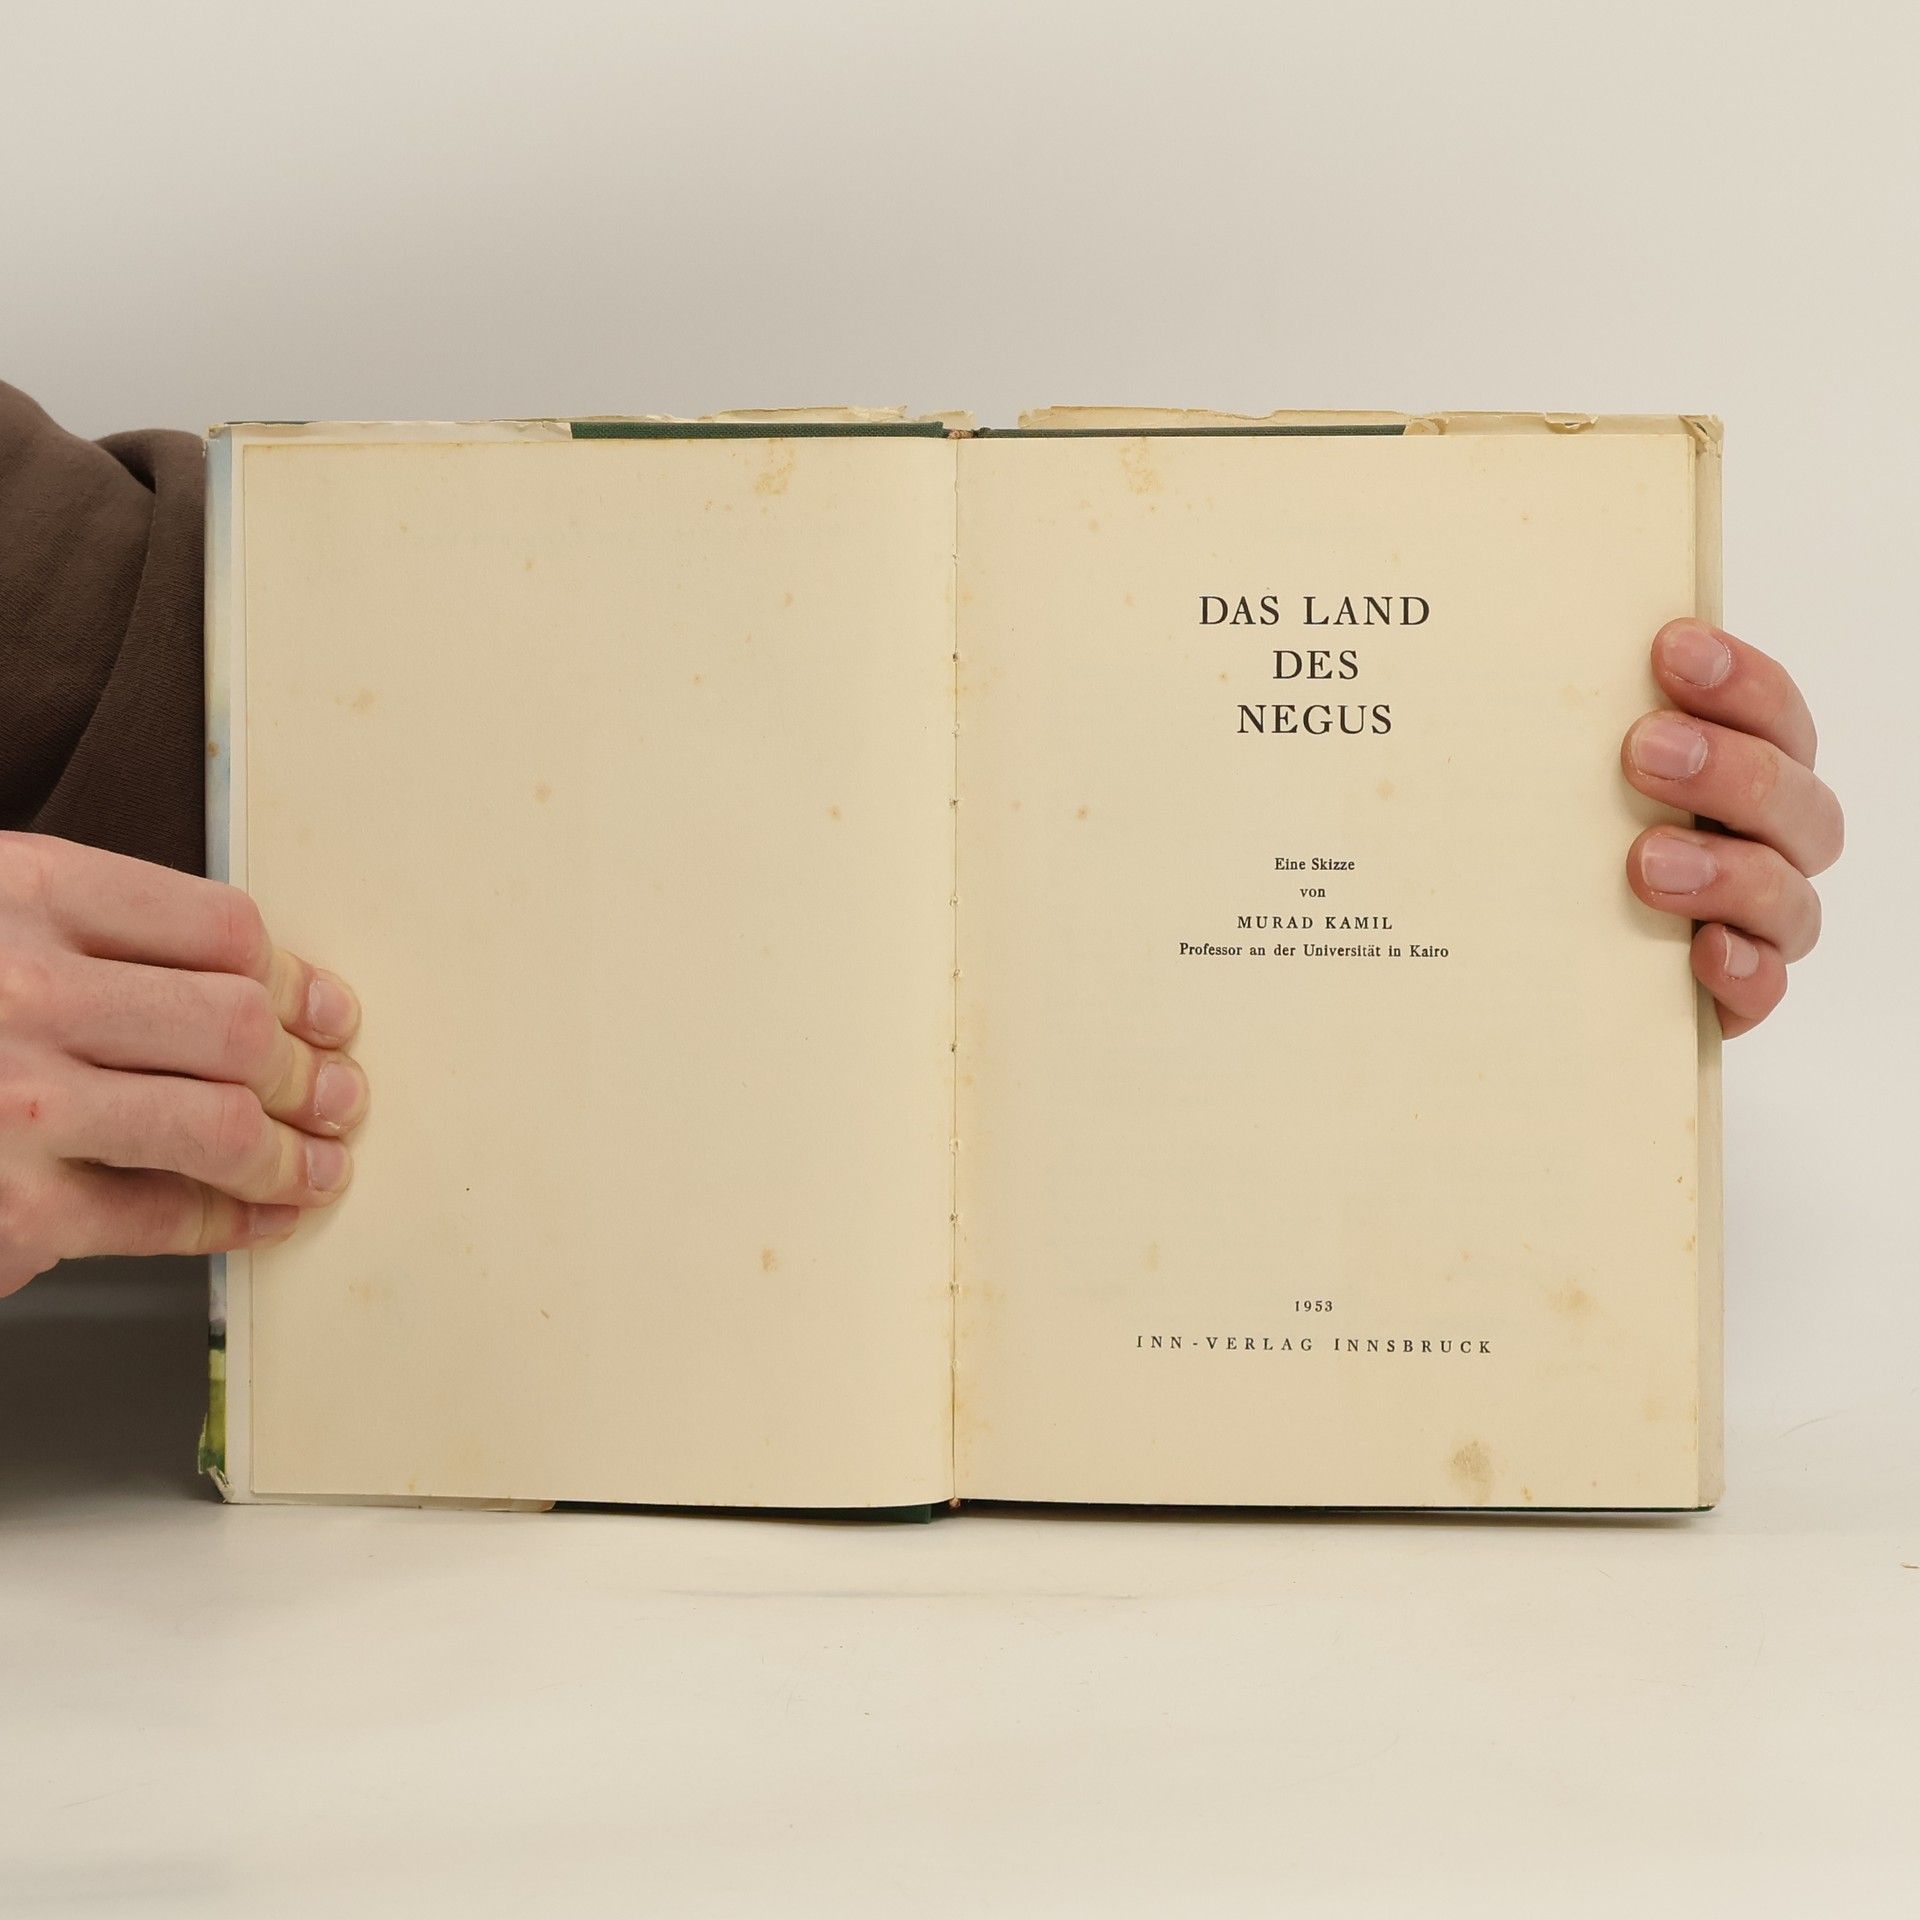 DAS LAND
DES
NEGUS
Eine Skizze
von
MURAD KAMIL
Professor an der Universität in Kairo
1953
INN-VERLAG INNSBRUCK